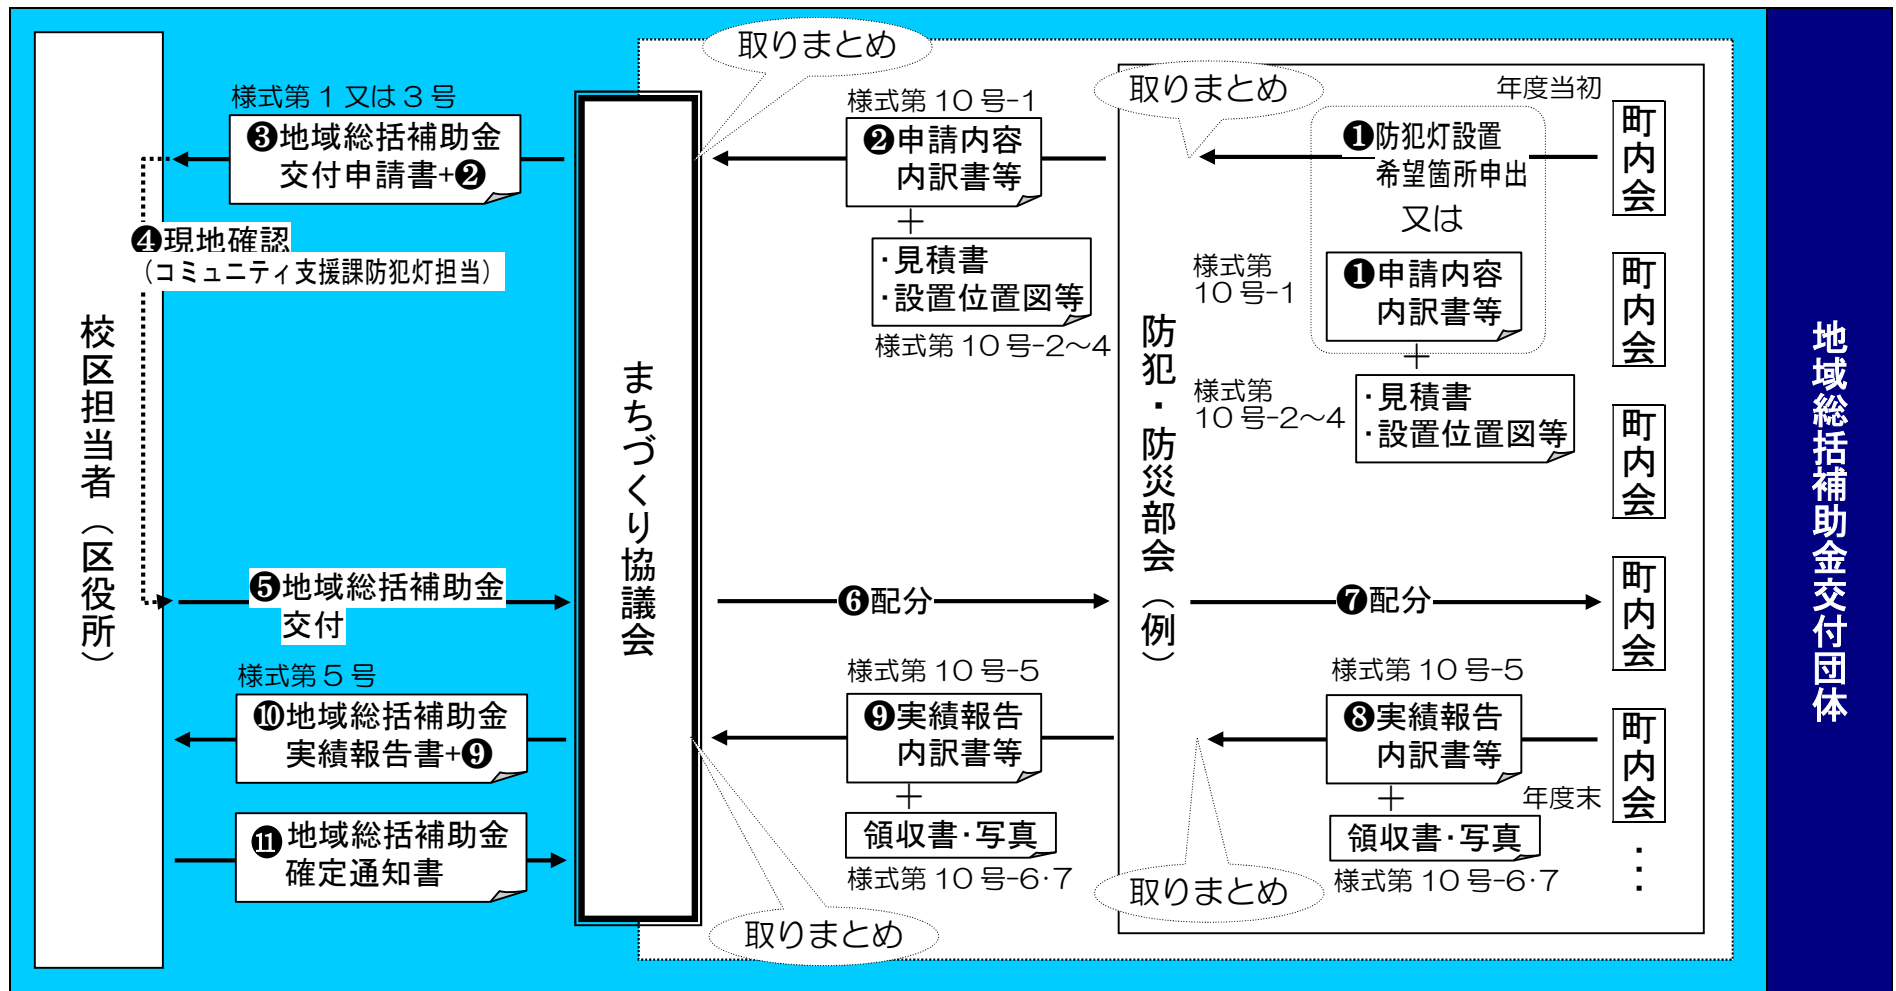 校区担当者（区役所）
様式第1又は3号
❸地域総括補助金
交付申請書+❷
❹現地確認
（コミュニティ支援課防犯灯担当）
❺地域総括補助金
交付
様式第5号
❿地域総括補助金
実績報告書+❾
⓫地域総括補助金
確定通知書
まちづくり協議会
取りまとめ
様式第10号-1
❷申請内容
内訳書等
＋
・見積書
・設置位置図等
様式第10号-2～4
❻配分
様式第10号-5
❾実績報告
内訳書等
＋
領収書・写真
様式第10号-6・7
取りまとめ
防犯・防災部会（例）
取りまとめ
年度当初
❶防犯灯設置
希望箇所申出
又は
様式第
10号-1
❶申請内容
内訳書等
＋
様式第
10号-2～4
・見積書
・設置位置図等
❼配分
様式第10号-5
❽実績報告
内訳書等
＋
年度末
領収書・写真
様式第10号-6・7
取りまとめ
町内会
町内会
町内会
町内会
町内会
・・・
地域総括補助金交付団体